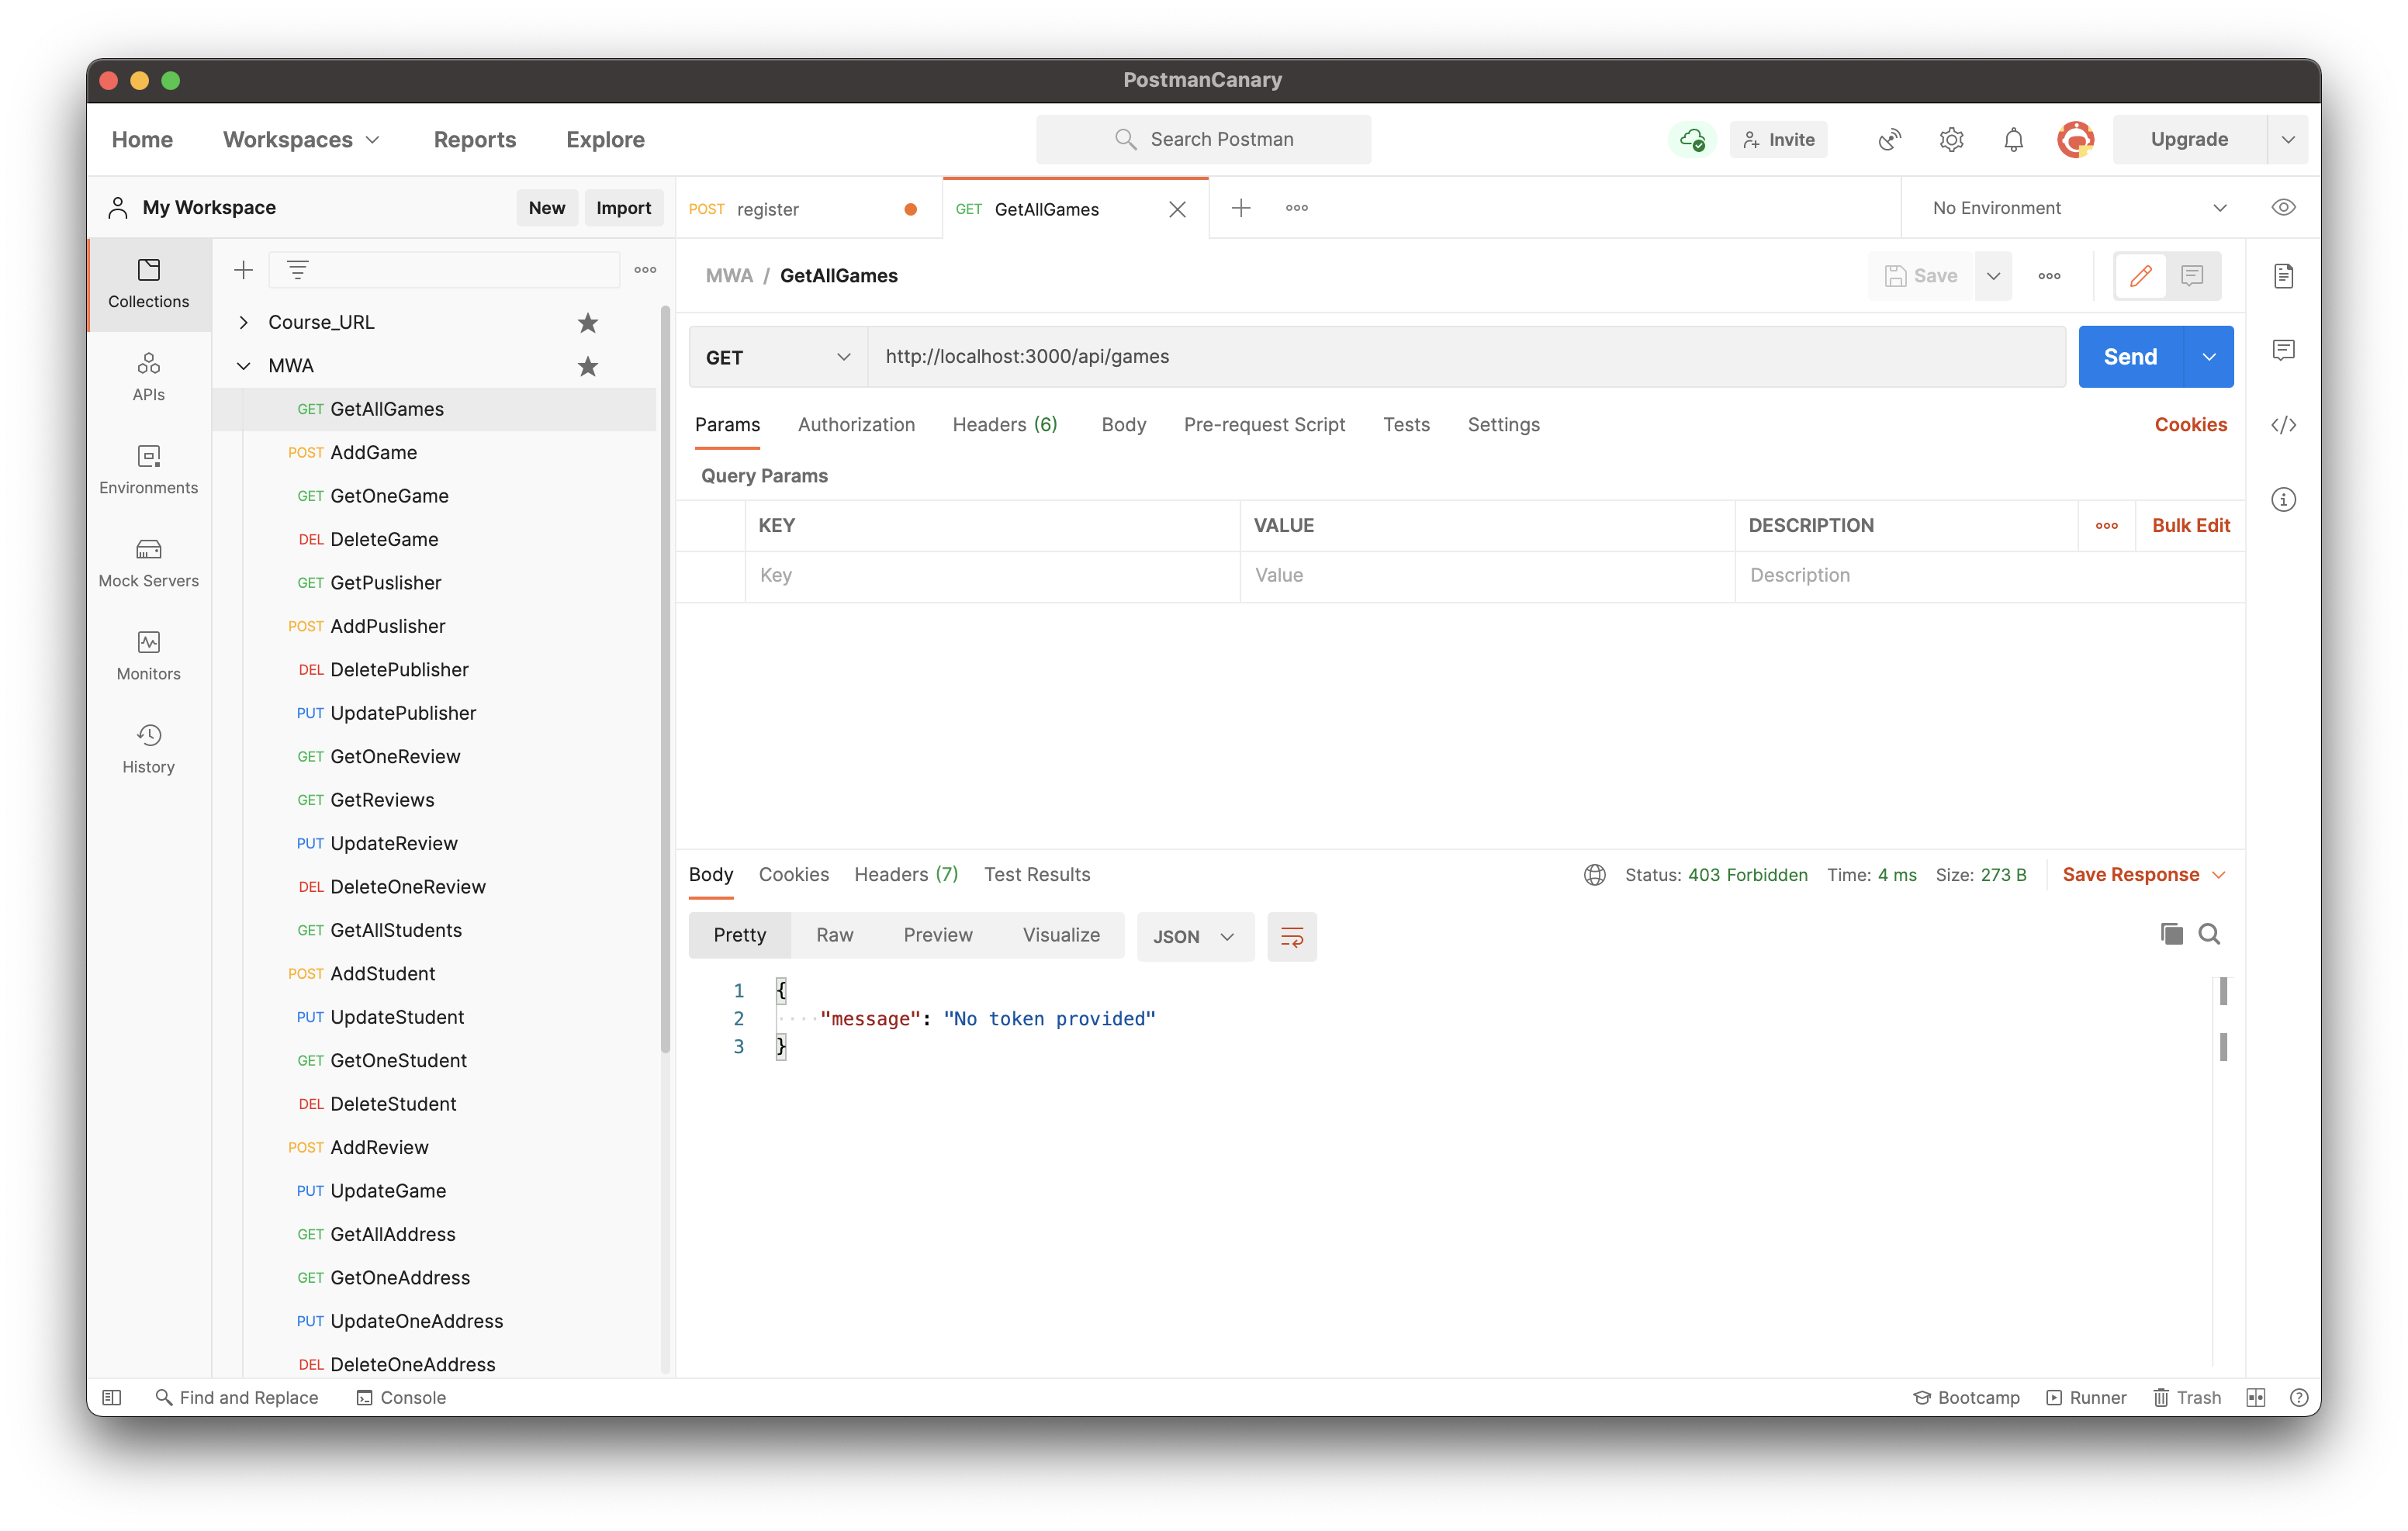 PostmanCanary
Home Workspaces Reports Explore Search Postman Invite Upgrade
My Workspace New Import POST register GET GetAllGames No Environment
Collections
APIs
Environments
Mock Servers
Monitors
History
Course_URL
MWA
GET GetAllGames
POST AddGame
GET GetOneGame
DEL DeleteGame
GET GetPuslisher
POST AddPuslisher
DEL DeletePublisher
PUT UpdatePublisher
GET GetOneReview
GET GetReviews
PUT UpdateReview
DEL DeleteOneReview
GET GetAllStudents
POST AddStudent
PUT UpdateStudent
GET GetOneStudent
DEL DeleteStudent
POST AddReview
PUT UpdateGame
GET GetAllAddress
GET GetOneAddress
PUT UpdateOneAddress
DEL DeleteOneAddress
MWA / GetAllGames Save
GET http://localhost:3000/api/games Send
Params Authorization Headers (6) Body Pre-request Script Tests Settings Cookies
Query Params
KEY VALUE DESCRIPTION Bulk Edit
Key Value Description
Body Cookies Headers (7) Test Results Status: 403 Forbidden Time: 4 ms Size: 273 B Save Response
Pretty Raw Preview Visualize JSON
1 {
2 "message": "No token provided"
3 }
Find and Replace Console Bootcamp Runner Trash